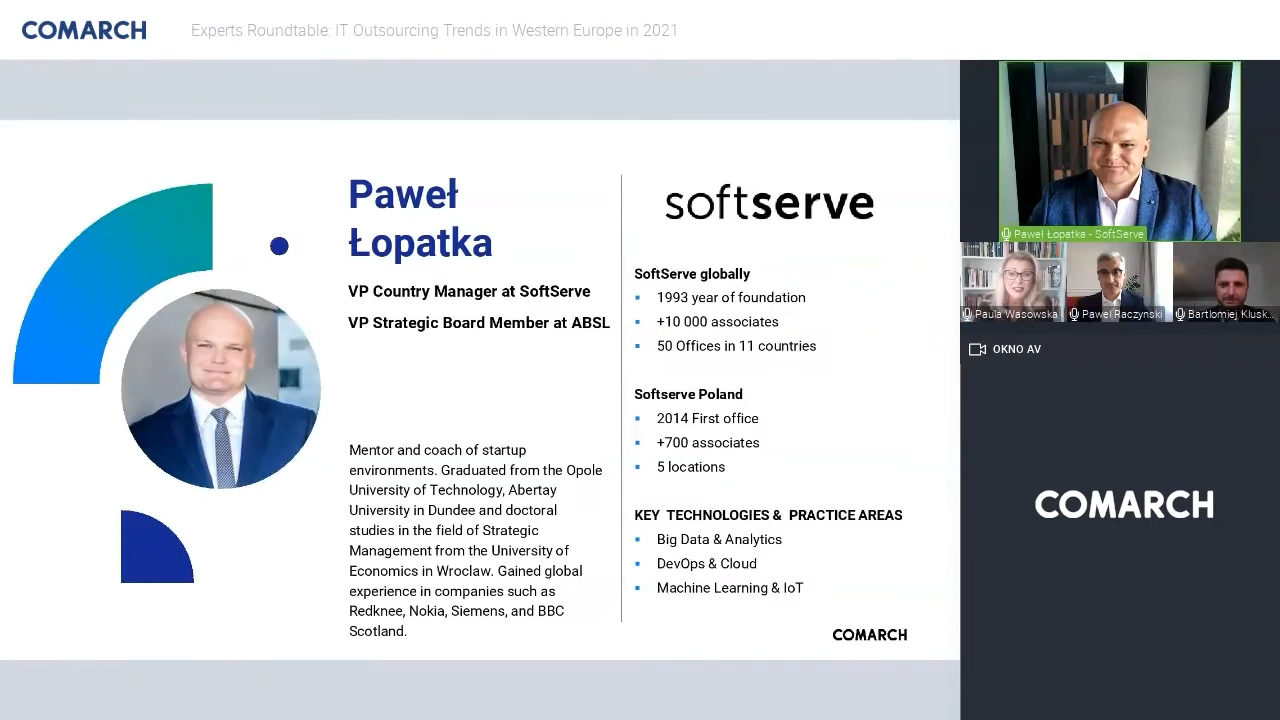 COMARCH
Experts Roundtable: IT Outsourcing Trends in Western Europe in 2021
Paweł
Łopatka
VP Country Manager at SoftServe
VP Strategic Board Member at ABSL
Mentor and coach of startup
environments. Graduated from the Opole
University of Technology, Abertay
University in Dundee and doctoral
studies in the field of Strategic
Management from the University of
Economics in Wroclaw. Gained global
experience in companies such as
Redknee, Nokia, Siemens, and BBC
Scotland.
softserve
SoftServe globally
1993 year of foundation
+10 000 associates
50 Offices in 11 countries
Softserve Poland
2014 First office
+700 associates
5 locations
KEY TECHNOLOGIES & PRACTICE AREAS
Big Data & Analytics
DevOps & Cloud
Machine Learning & IoT
COMARCH
Paweł Łopatka - SoftServe
Paula Wasowska
Pawel Raczynski
Bartlomiej Klusk...
OKNO AV
COMARCH